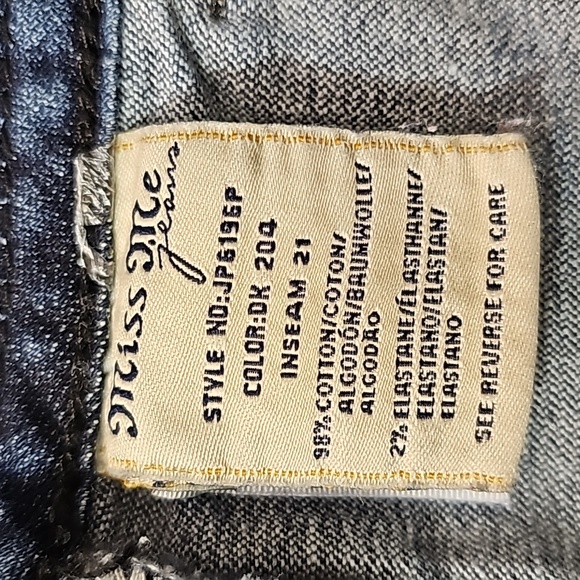 Miss Me
jeans
STYLE NO:JP6196P
COLOR:DK 204
INSEAM 21
98% COTTON/COTON/
ALGODÓN/BAUMWOLLE/
ALGODÃO
2% ELASTANE/ÉLASTHANNE/
ELASTANO/ELASTAN/
ELASTANO
SEE REVERSE FOR CARE